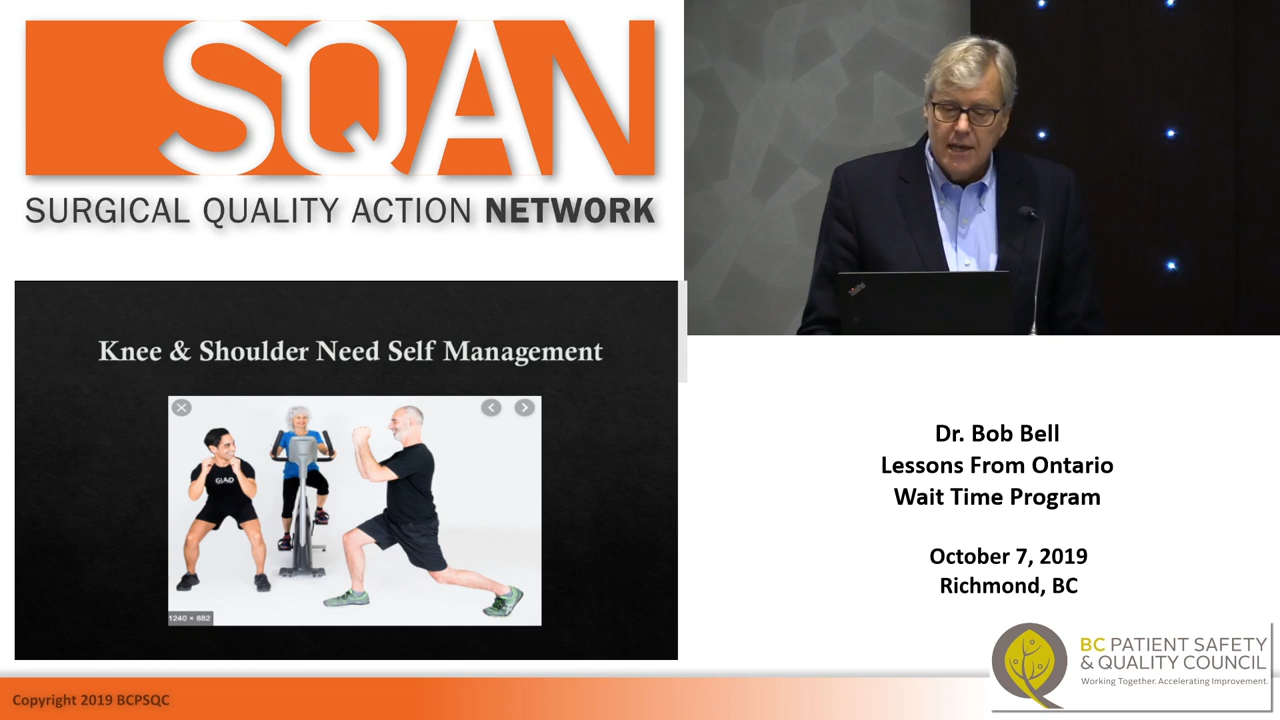 SQAN
SURGICAL QUALITY ACTION NETWORK
Knee & Shoulder Need Self Management
GLAD
1240 × 882
ThinkPad
Dr. Bob Bell
Lessons From Ontario
Wait Time Program
October 7, 2019
Richmond, BC
BC PATIENT SAFETY
& QUALITY COUNCIL
Working Together. Accelerating Improvement.
Copyright 2019 BCPSQC